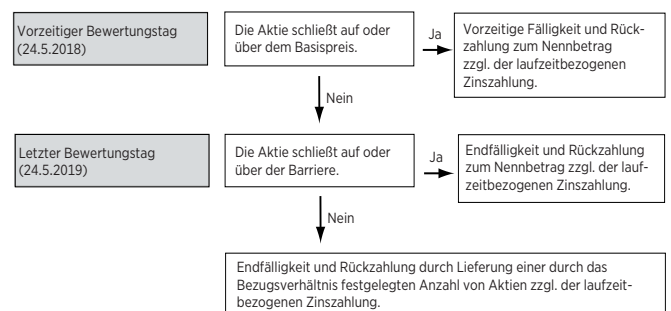 Vorzeitiger Bewertungstag
(24.5.2018)
Die Aktie schließt auf oder
über dem Basispreis.
Ja
Vorzeitige Fälligkeit und Rück-
zahlung zum Nennbetrag
zzgl. der laufzeitbezogenen
Zinszahlung.
Nein
Letzter Bewertungstag
(24.5.2019)
Die Aktie schließt auf oder
über der Barriere.
Ja
Endfälligkeit und Rückzahlung
zum Nennbetrag zzgl. der lauf-
zeitbezogenen Zinszahlung.
Nein
Endfälligkeit und Rückzahlung durch Lieferung einer durch das
Bezugsverhältnis festgelegten Anzahl von Aktien zzgl. der laufzeit-
bezogenen Zinszahlung.